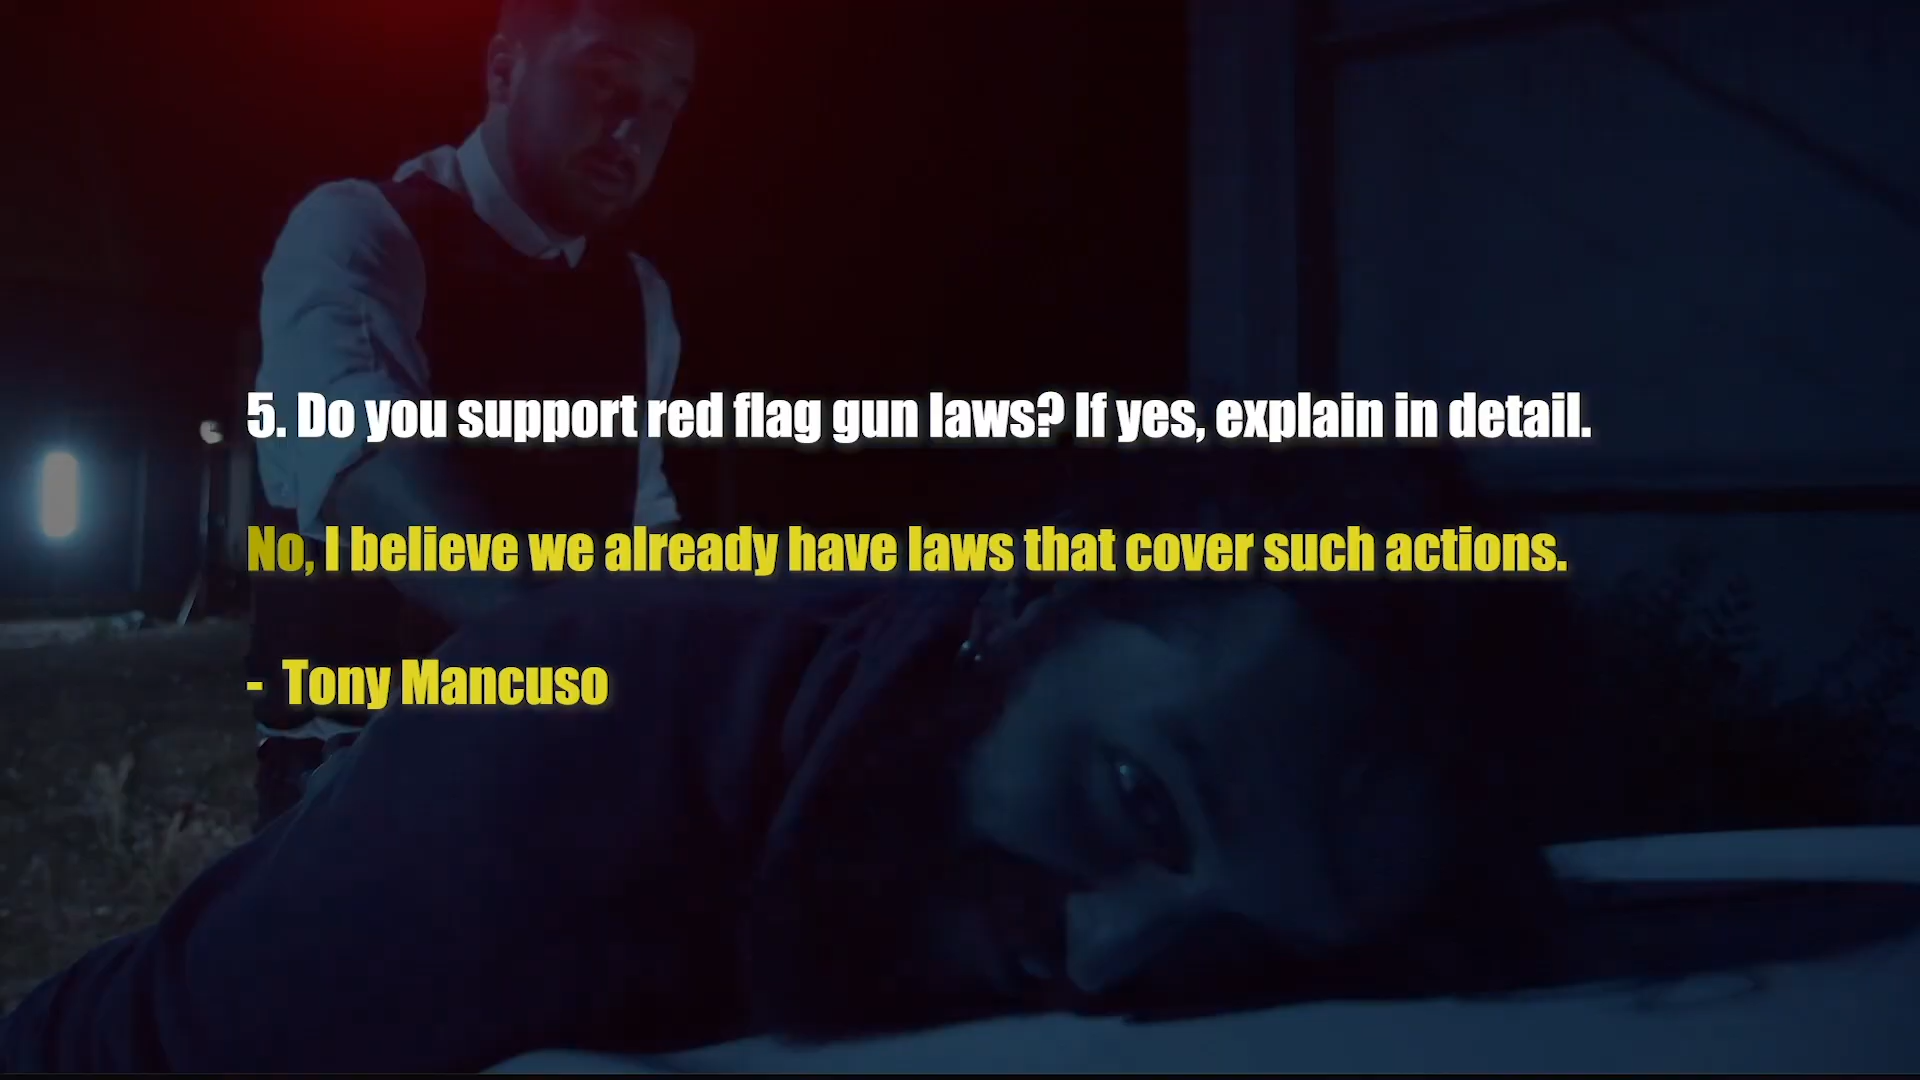 5. Do you support red flag gun laws? If yes, explain in detail.
No, I believe we already have laws that cover such actions.
- Tony Mancuso